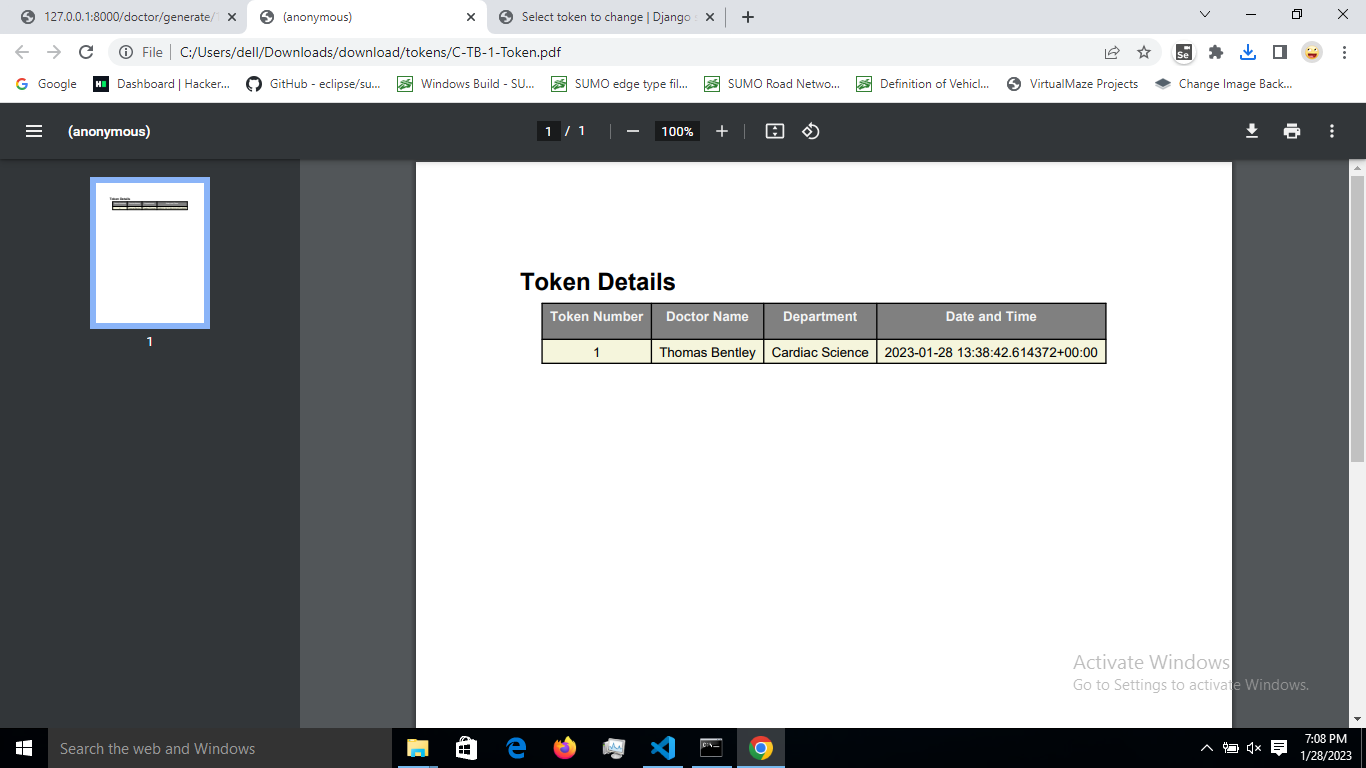 127.0.0.1:8000/doctor/generate/
(anonymous)
Select token to change | Django
File
C:/Users/dell/Downloads/download/tokens/C-TB-1-Token.pdf
Se
Google
Dashboard | Hacker...
GitHub - eclipse/su...
Windows Build - SU...
SUMO edge type fil...
SUMO Road Netwo...
Definition of Vehicl...
VirtualMaze Projects
Change Image Back...
(anonymous)
1 / 1
100%
Token Details
1
Token Details
Token Number Doctor Name Department Date and Time
1 Thomas Bentley Cardiac Science 2023-01-28 13:38:42.614372+00:00
Activate Windows
Go to Settings to activate Windows.
Search the web and Windows
7:08 PM
1/28/2023